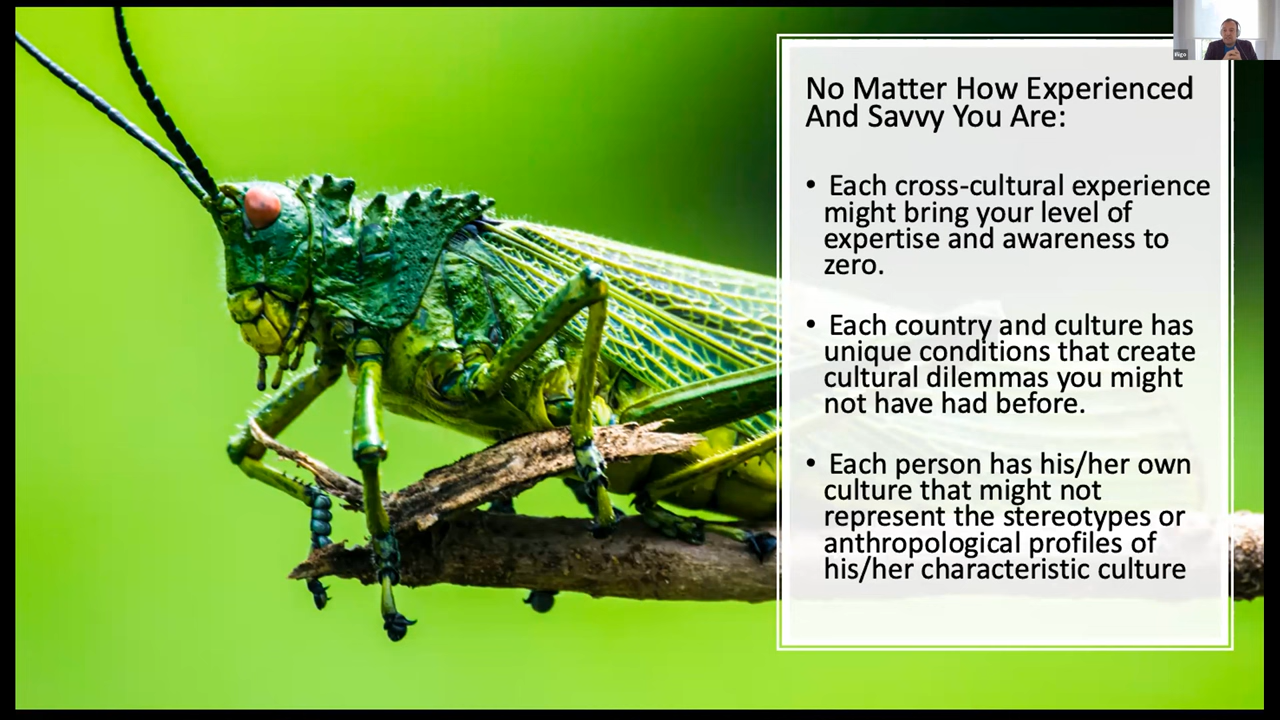 No Matter How Experienced
And Savvy You Are:
• Each cross-cultural experience
might bring your level of
expertise and awareness to
zero.
• Each country and culture has
unique conditions that create
cultural dilemmas you might
not have had before.
• Each person has his/her own
culture that might not
represent the stereotypes or
anthropological profiles of
his/her characteristic culture